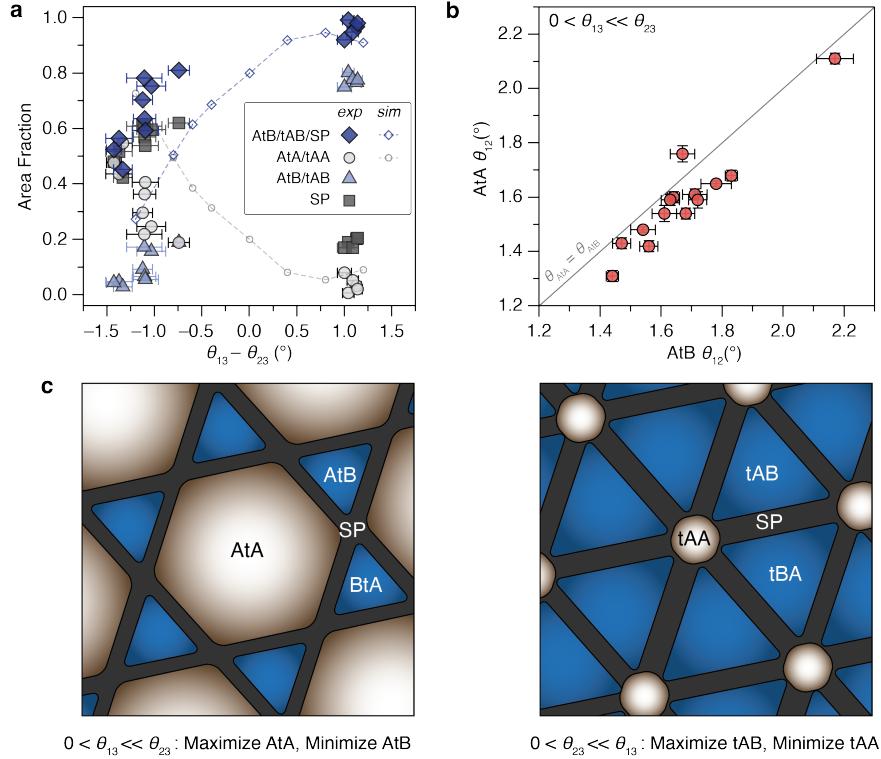 a
Area Fraction
1.0
0.8
0.6
0.4
0.2
0.0
exp sim
AtB/tAB/SP
AtA/tAA
AtB/tAB
SP
−1.5 −1.0 −0.5 0.0 0.5 1.0 1.5
θ13 − θ23 (°)
b
0 < θ13 << θ23
AtA θ12(°)
2.2
2.0
1.8
1.6
1.4
1.2
θAtA = θAtB
1.2 1.4 1.6 1.8 2.0 2.2
AtB θ12(°)
c
AtB
SP
AtA
BtA
tAB
SP
tAA
tBA
0 < θ13 << θ23 : Maximize AtA, Minimize AtB
0 < θ23 << θ13 : Maximize tAB, Minimize tAA